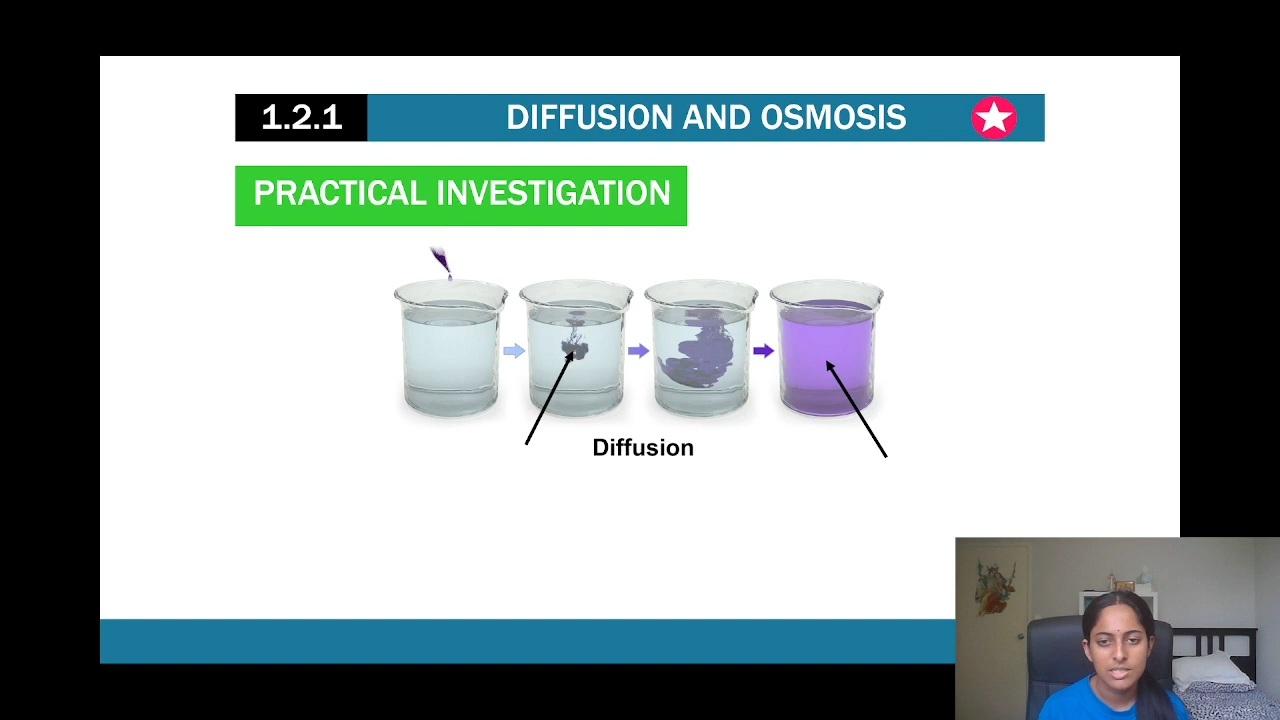 1.2.1 DIFFUSION AND OSMOSIS
PRACTICAL INVESTIGATION
Diffusion